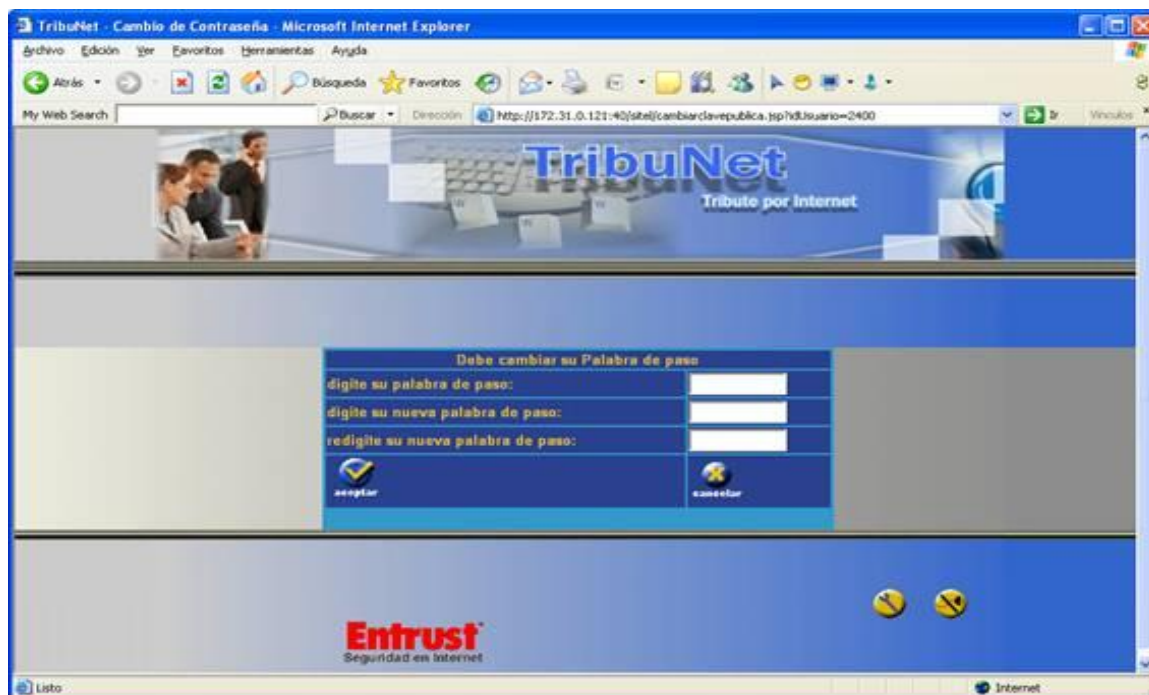 TribuNet - Cambio de Contraseña - Microsoft Internet Explorer
Archivo Edición Ver Favoritos Herramientas Ayuda
Atrás Búsqueda Favoritos
My Web Search Buscar Dirección http://172.31.0.121:40/sitel/cambiarclavepublica.jsp?idUsuario=2400 Ir Vínculos
TribuNet
Tribute por Internet
Debe cambiar su Palabra de paso
digite su palabra de paso:
digite su nueva palabra de paso:
redigite su nueva palabra de paso:
aceptar cancelar
Entrust
Seguridad en Internet
Listo Internet